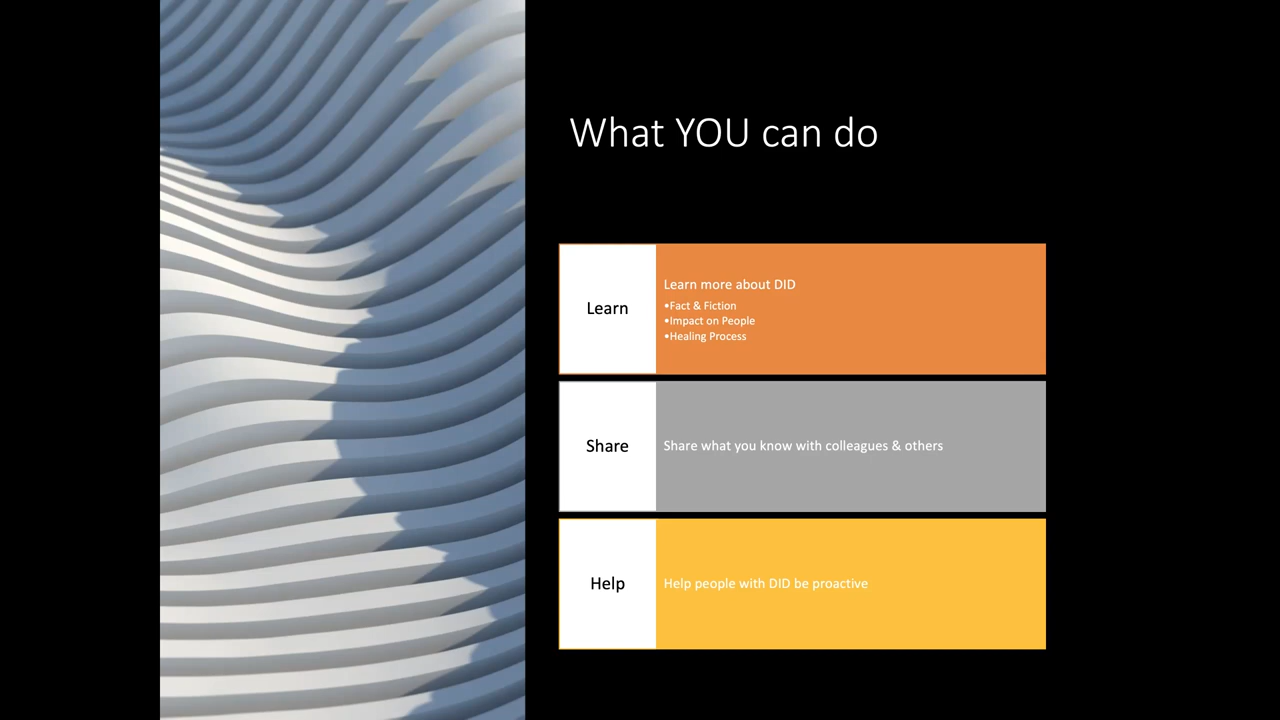 What YOU can do
Learn
Learn more about DID
•Fact & Fiction
•Impact on People
•Healing Process
Share
Share what you know with colleagues & others
Help
Help people with DID be proactive